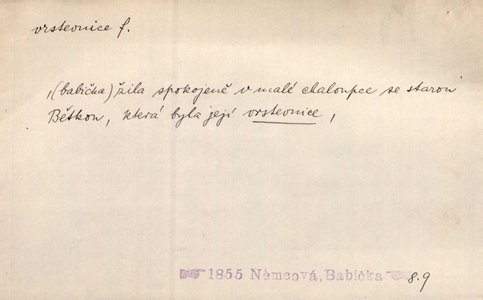 vrstevnice f.
„(babička) žila spokojeně v malé chaloupce se starou
Bětkou, která byla její vrstevnice,
1855 Němcová, Babička 8.9